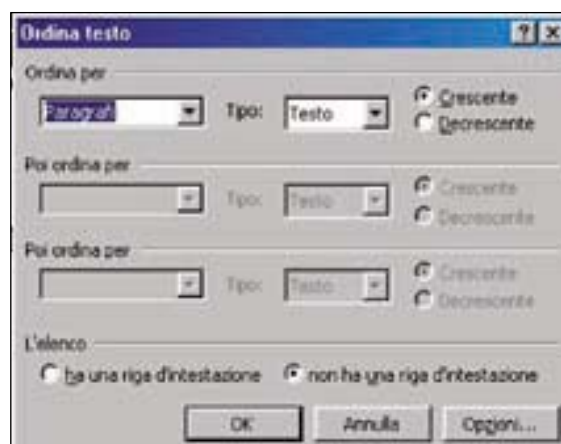 Ordina testo
Ordina per
Paragrafi Tipo: Testo Crescente
Decrescente
Poi ordina per
Tipo: Testo Crescente
Decrescente
Poi ordina per
Tipo: Testo Crescente
Decrescente
L'elenco
ha una riga d'intestazione non ha una riga d'intestazione
OK Annulla Opzioni...